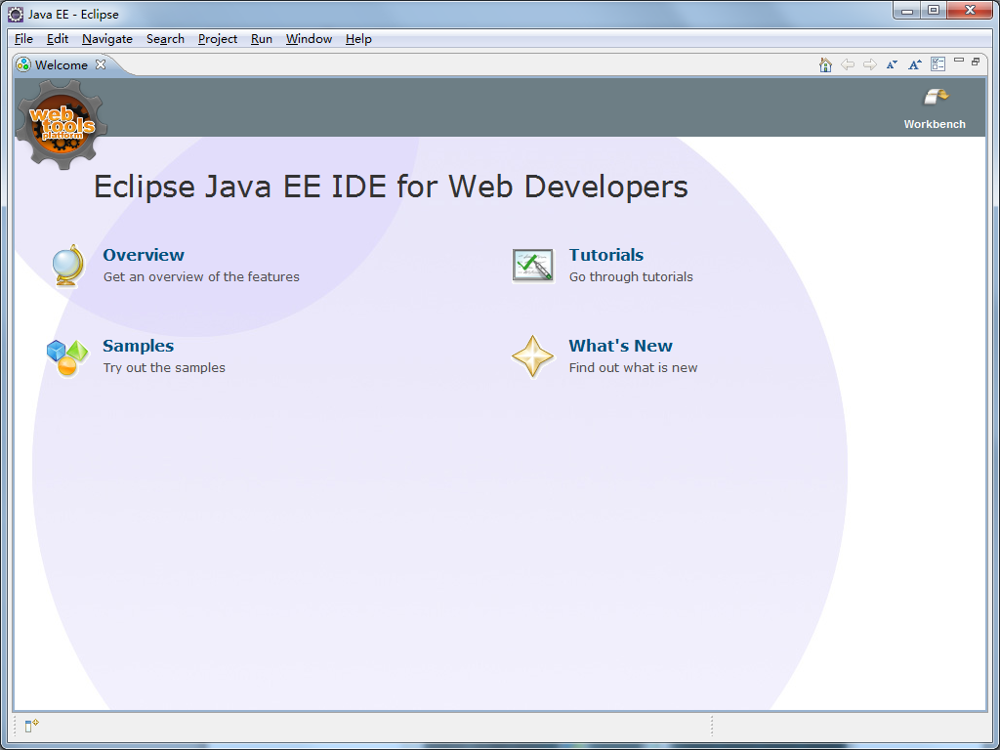 Java EE - Eclipse
File Edit Navigate Search Project Run Window Help
Welcome
web
tools
platform
Workbench
Eclipse Java EE IDE for Web Developers
Overview
Get an overview of the features
Tutorials
Go through tutorials
Samples
Try out the samples
What's New
Find out what is new